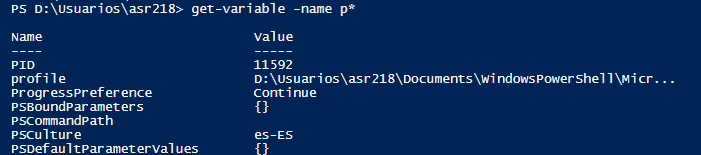 PS D:\Usuarios\asr218> get-variable -name p*
Name                           Value
----                           -----
PID                            11592
profile                        D:\Usuarios\asr218\Documents\WindowsPowerShell\Micr...
ProgressPreference             Continue
PSBoundParameters              {}
PSCommandPath
PSCulture                      es-ES
PSDefaultParameterValues       {}